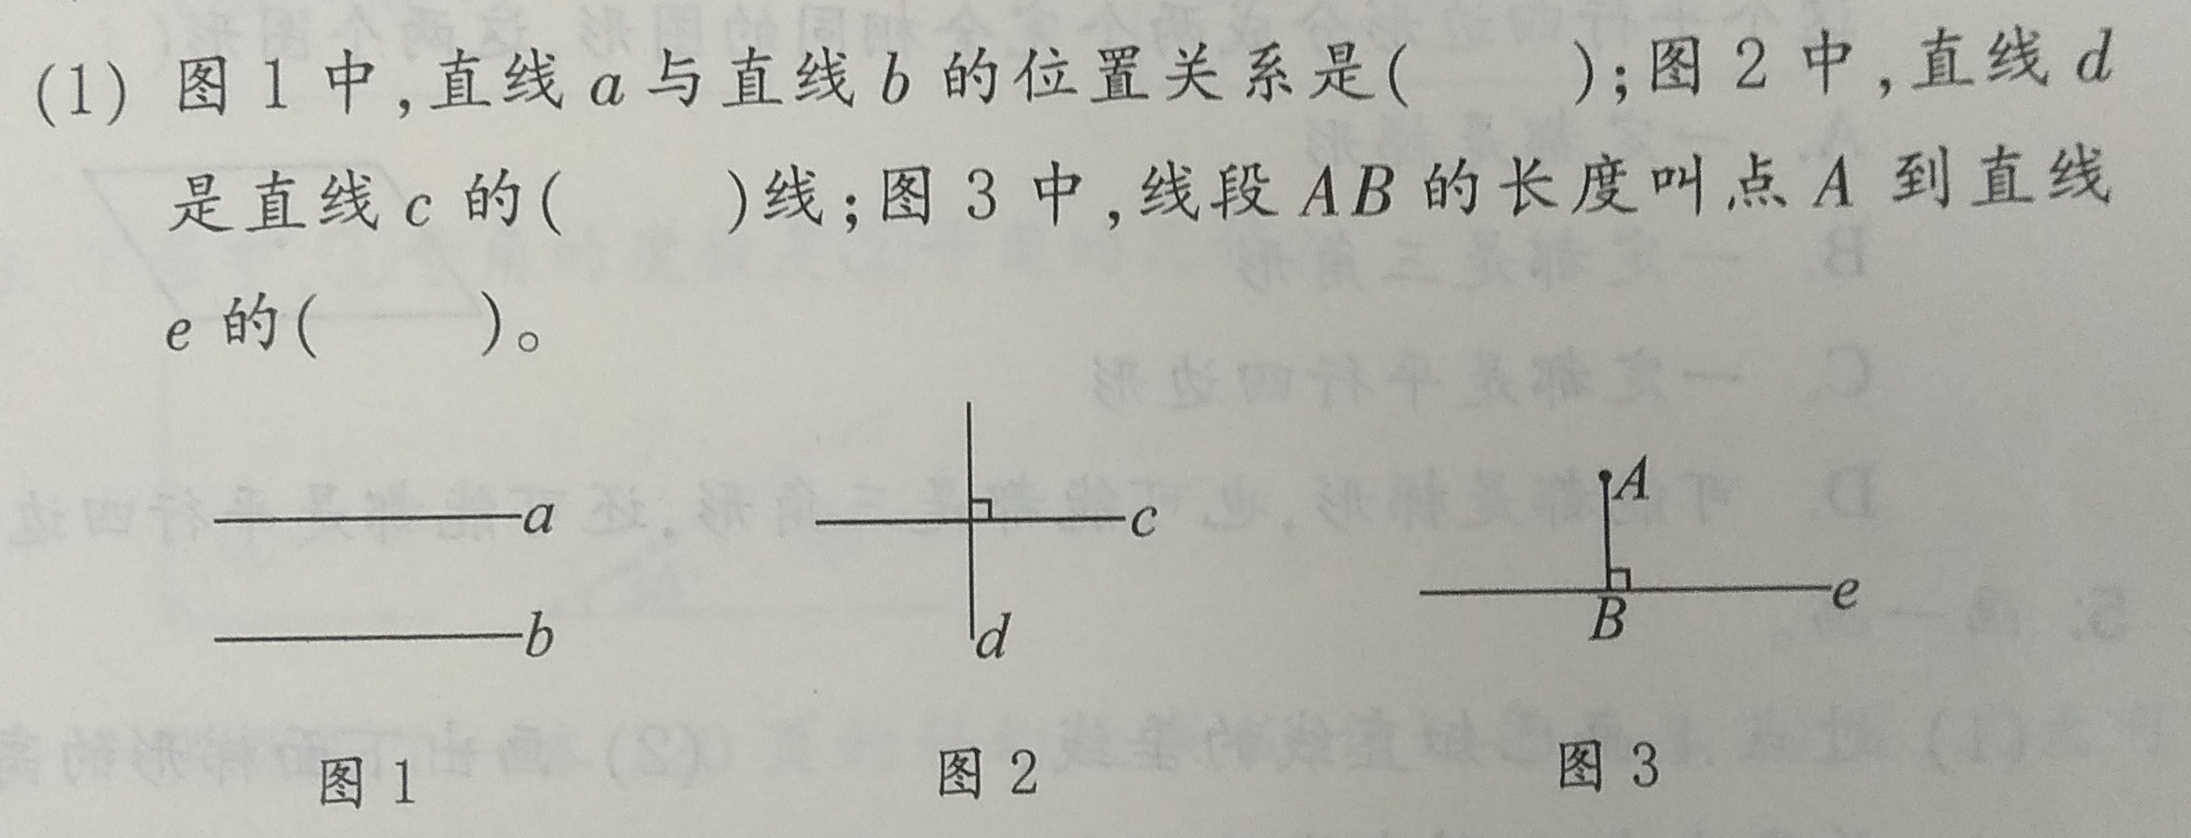 (1) 图 1 中,直线 a 与直线 b 的位置关系是(    );图 2 中,直线 d
是直线 c 的(    )线;图 3 中,线段 AB 的长度叫点 A 到直线
e 的(    )。
a
b
c
d
A
B
e
图 1
图 2
图 3